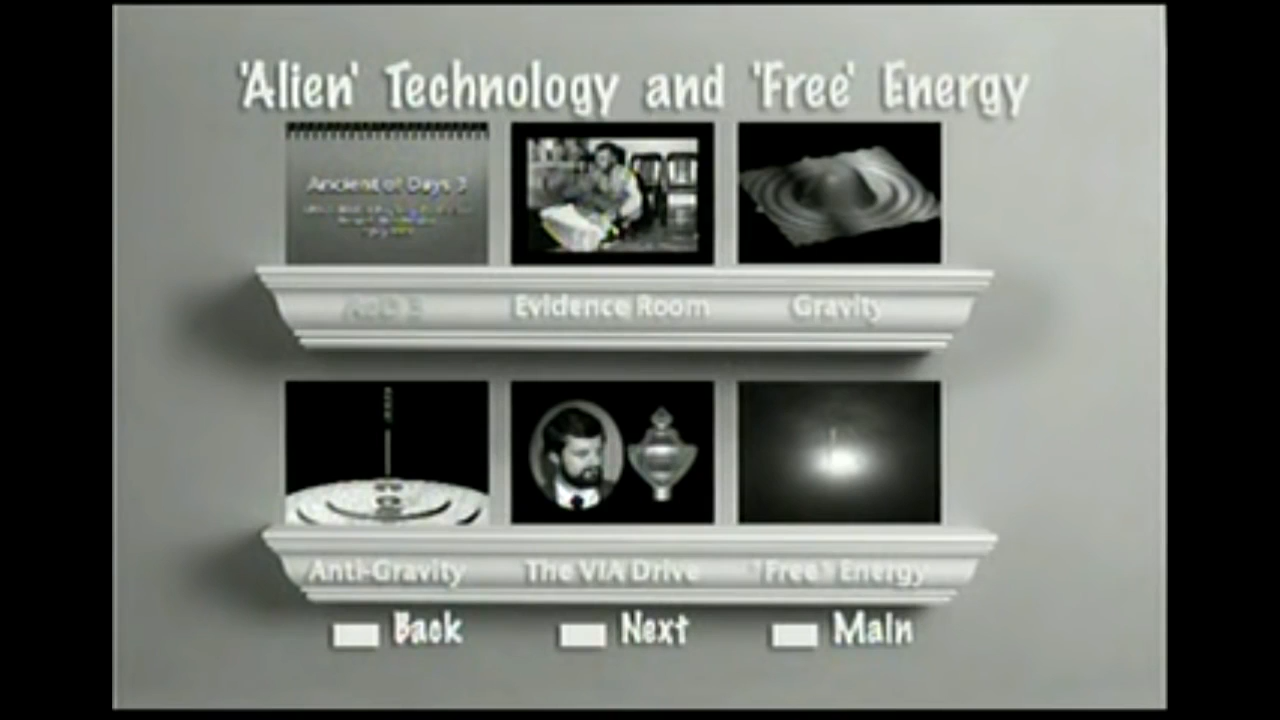 'Alien' Technology and 'Free' Energy
Ancient of Days 3
Evidence Room
Gravity
Anti-Gravity
The VIA Drive
"Free" Energy
Back
Next
Main